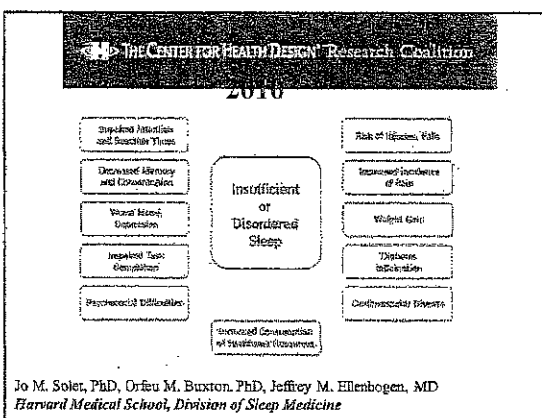 THE CENTER FOR HEALTH DESIGN® Research Coalition
2010
Impaired Attention
and Reaction Times
Decreased Memory
and Concentration
Worse Mood,
Depression
Impaired Task
Completion
Psychosocial Difficulties
Insufficient
or
Disordered
Sleep
Increased Consumption
of Healthcare Resources
Risk of Injuries, Falls
Increased Incidence
of Pain
Weight Gain
Diabetes
Cardiovascular Disease
Jo M. Solet, PhD, Orfeu M. Buxton, PhD, Jeffrey M. Ellenbogen, MD
Harvard Medical School, Division of Sleep Medicine